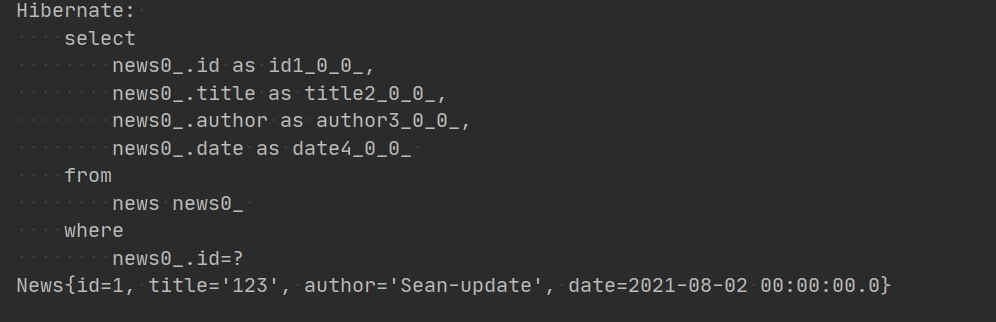 Hibernate:
    select
        news0_.id as id1_0_0_,
        news0_.title as title2_0_0_,
        news0_.author as author3_0_0_,
        news0_.date as date4_0_0_
    from
        news news0_
    where
        news0_.id=?
News{id=1, title='123', author='Sean-update', date=2021-08-02 00:00:00.0}